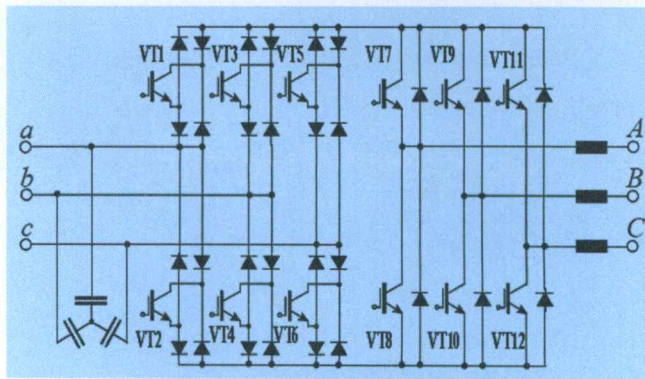 VT1 VT3 VT5 VT7 VT9 VT11
a A
b B
c C
VT2 VT4 VT6 VT8 VT10 VT12